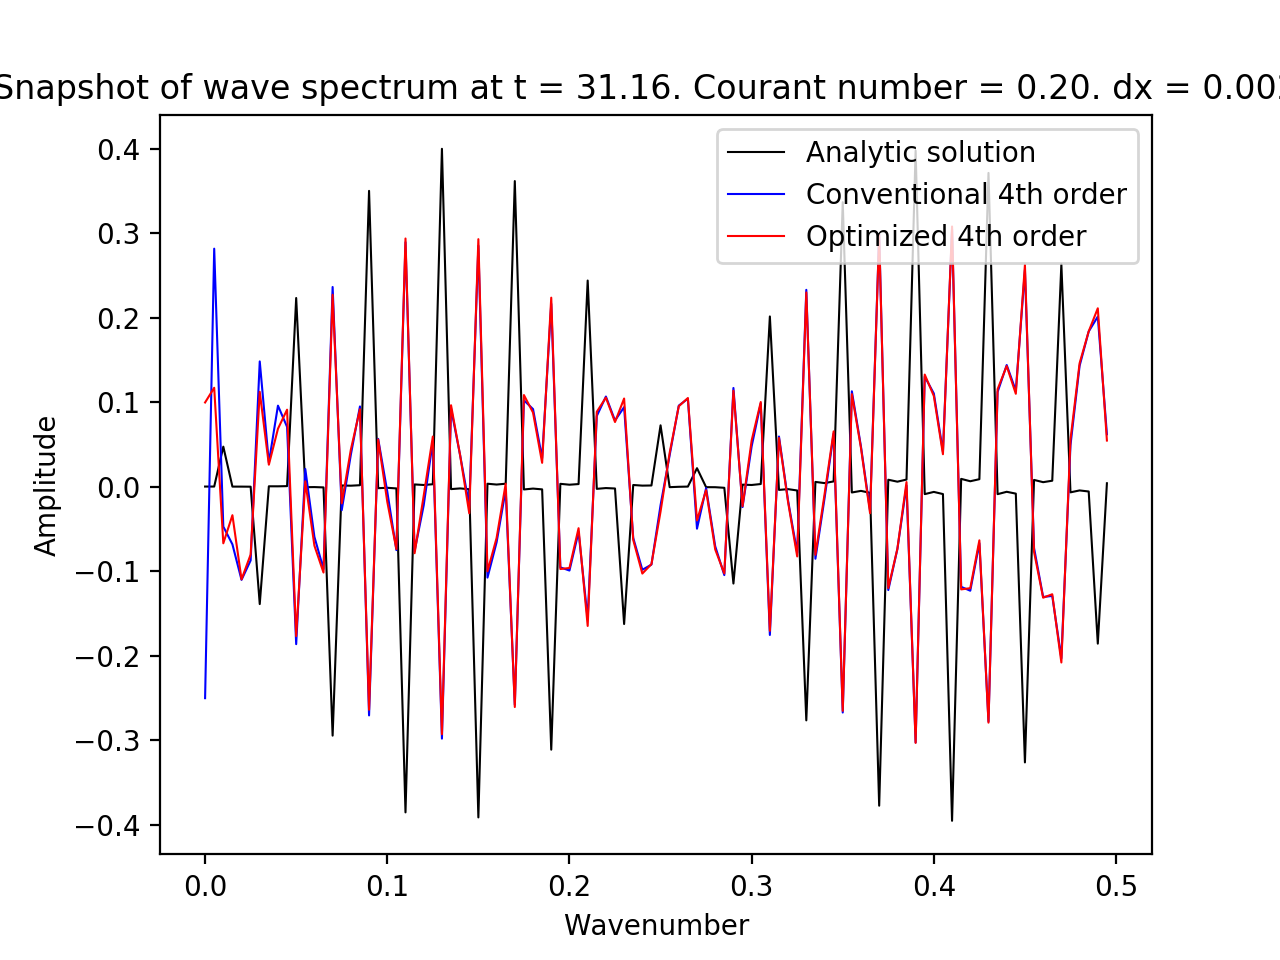 Snapshot of wave spectrum at t = 31.16. Courant number = 0.20. dx = 0.00
Analytic solution
Conventional 4th order
Optimized 4th order
Amplitude
0.4
0.3
0.2
0.1
0.0
−0.1
−0.2
−0.3
−0.4
0.0 0.1 0.2 0.3 0.4 0.5
Wavenumber